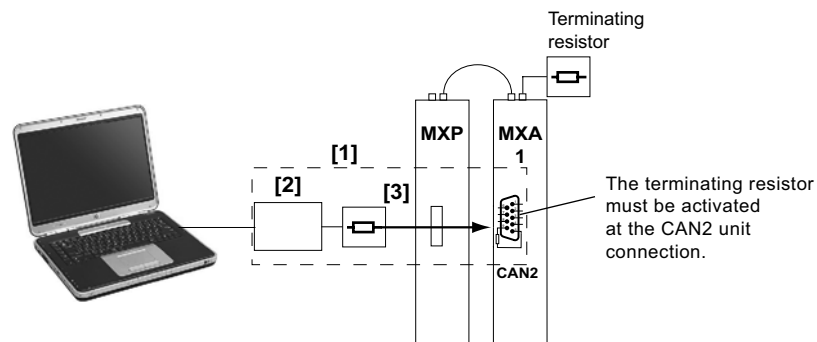 Terminating
resistor
MXP
MXA
1
[1]
[2]
[3]
The terminating resistor
must be activated
at the CAN2 unit
connection.
CAN2